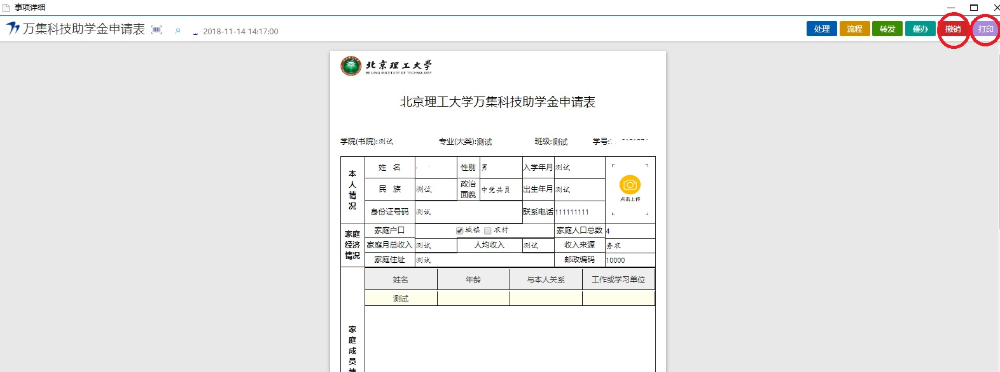 事项详细
万集科技助学金申请表 2018-11-14 14:17:00 处理 流程 转发 催办 撤销 打印
北京理工大学
BEIJING INSTITUTE OF TECHNOLOGY
北京理工大学万集科技助学金申请表
学院(书院):测试 专业(大类):测试 班级:测试 学号:
本人情况
姓 名 性别 男 入学年月 测试
民 族 测试 政治面貌 中共党员 出生年月 测试
点击上传
身份证号码 测试 联系电话 111111111
家庭经济情况
家庭户口 城镇 农村 家庭人口总数 4
家庭月总收入 测试 人均收入 测试 收入来源 务农
家庭住址 测试 邮政编码 10000
姓名 年龄 与本人关系 工作或学习单位
测试
家庭成员情